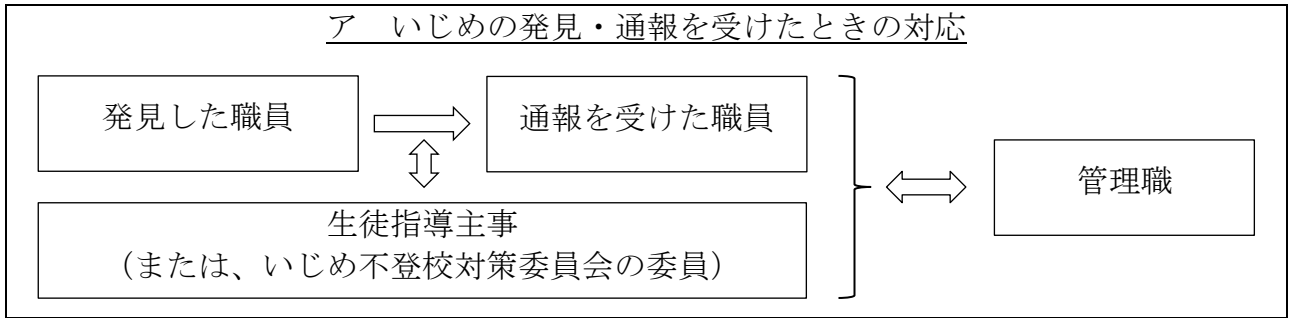 ア　いじめの発見・通報を受けたときの対応
発見した職員
通報を受けた職員
生徒指導主事
（または、いじめ不登校対策委員会の委員）
管理職